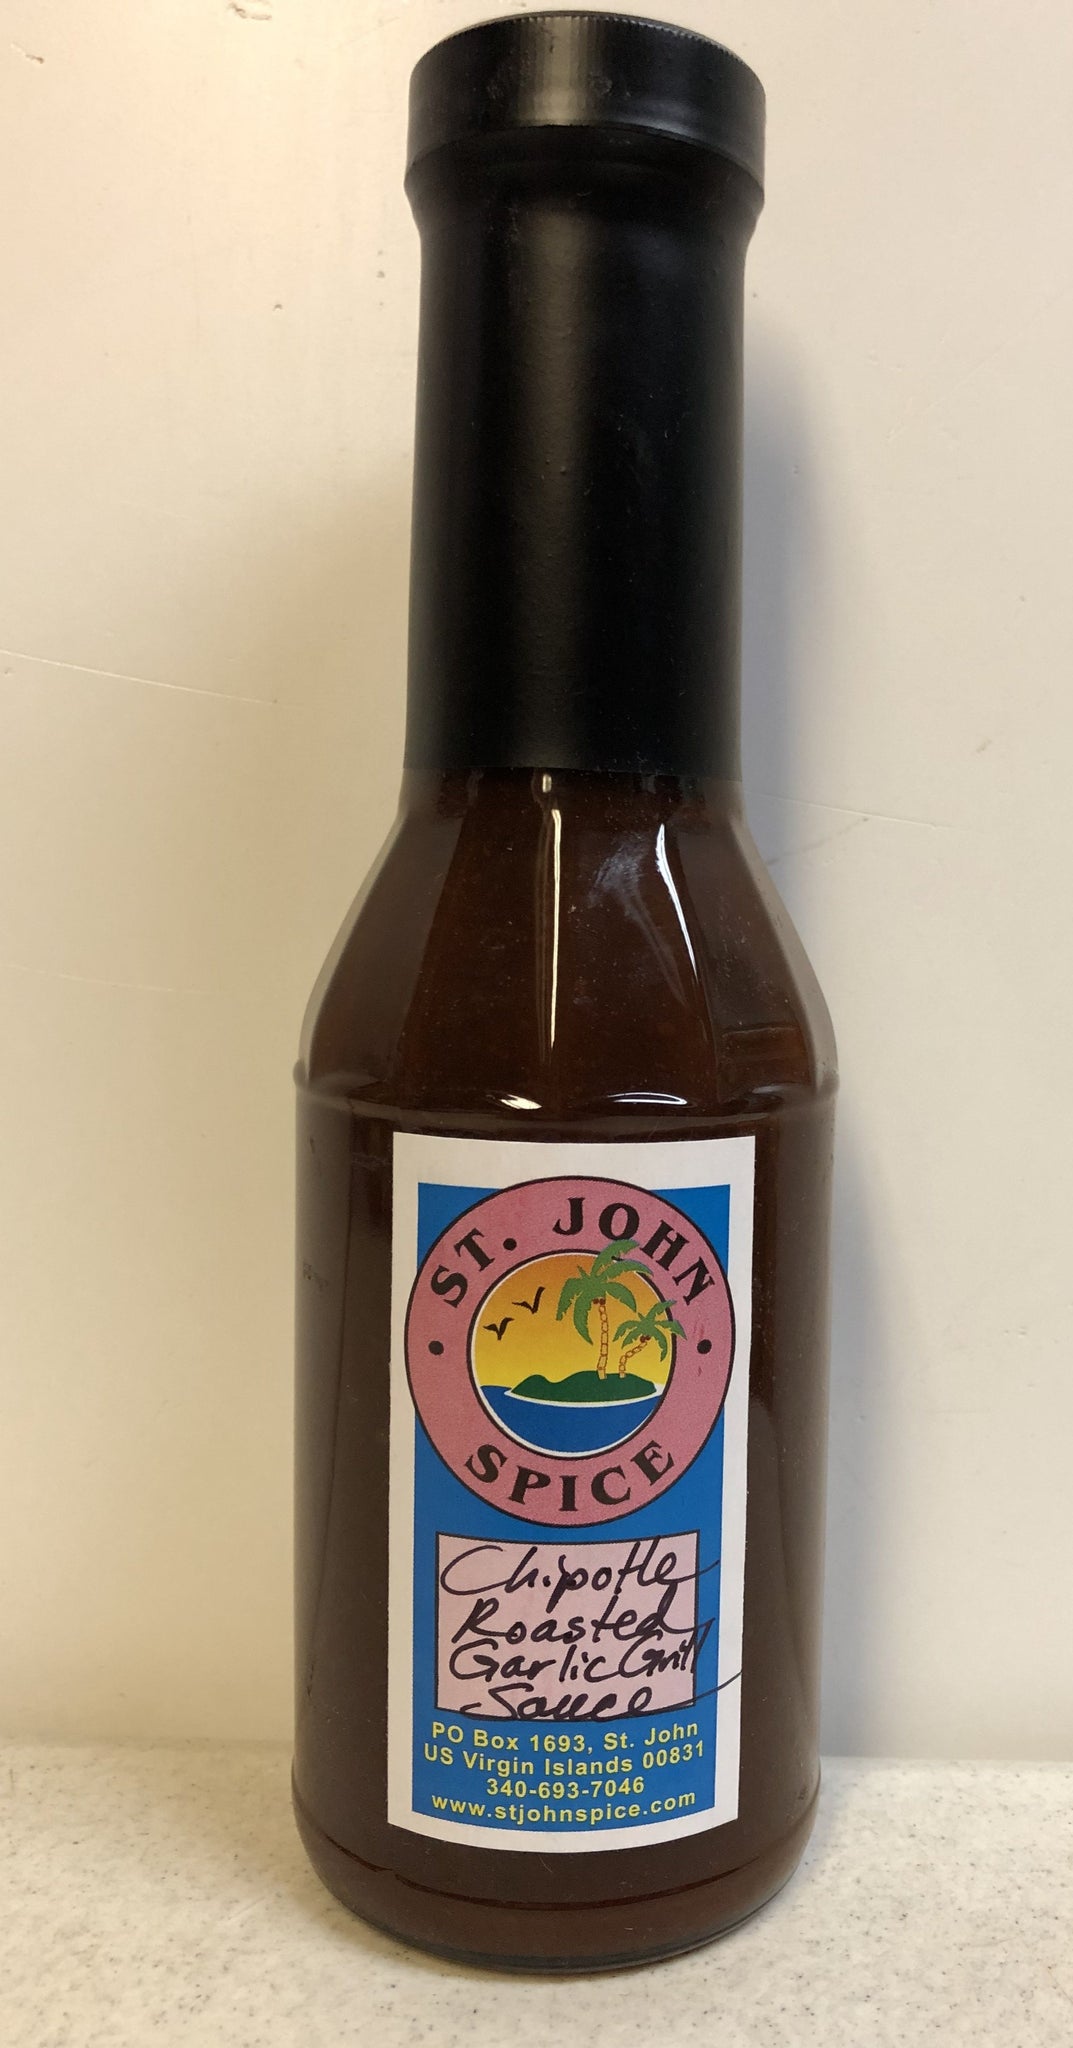 ST. JOHN
SPICE
Chipotle
Roasted
Garlic Grill
Sauce
PO Box 1693, St. John
US Virgin Islands 00831
340-693-7046
www.stjohnspice.com